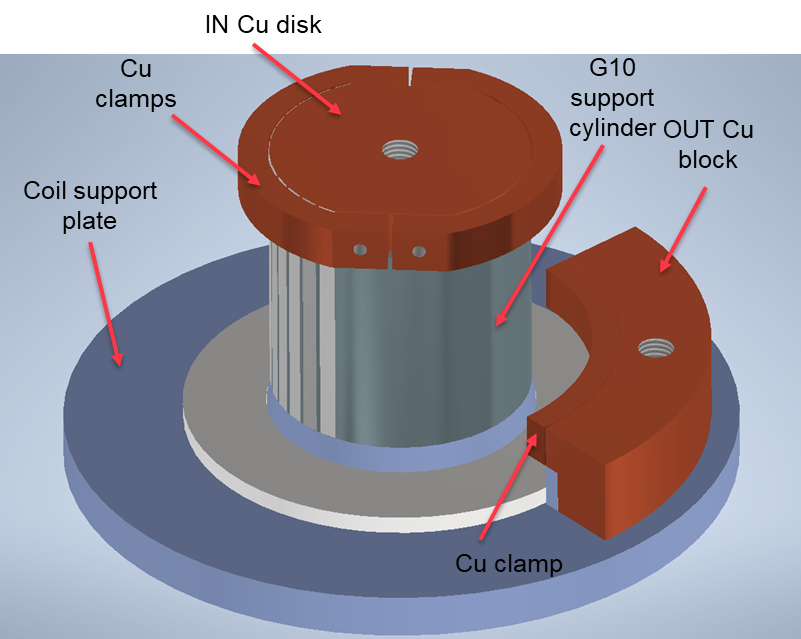 IN Cu disk
Cu
clamps
G10
support
cylinder
OUT Cu
block
Coil support
plate
Cu clamp